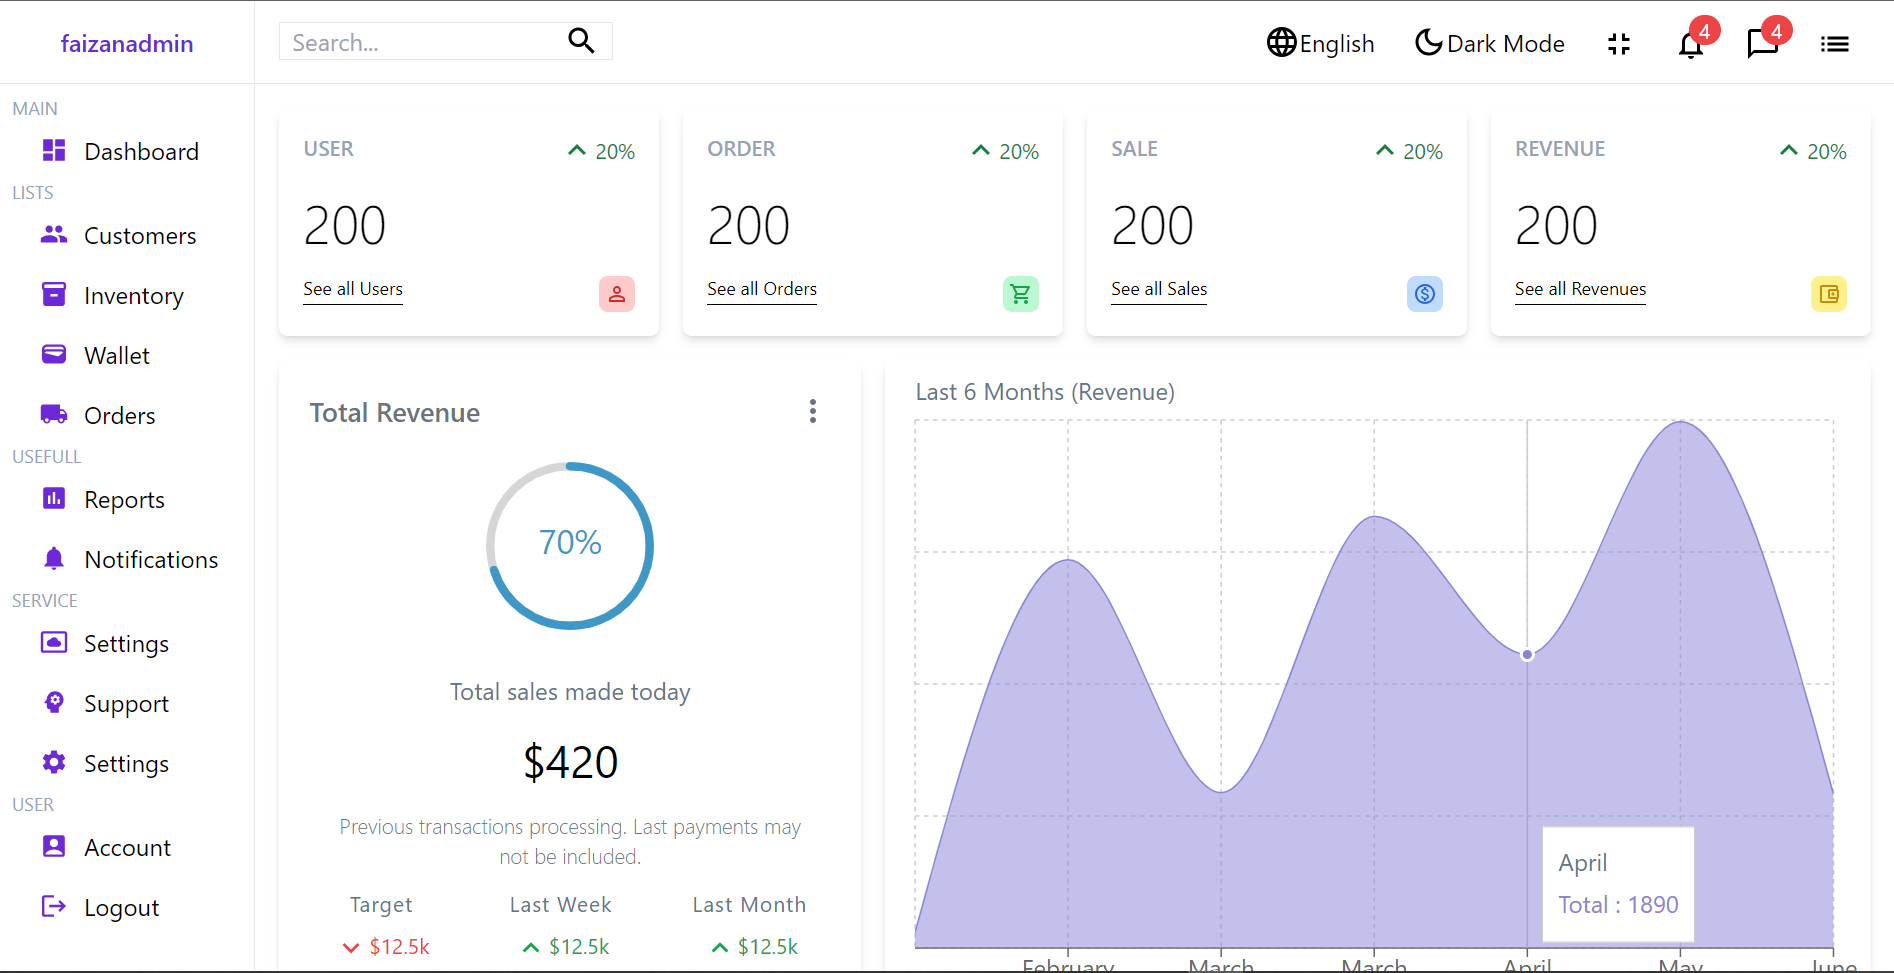 faizanadmin
Search...
English
Dark Mode
4
4
MAIN
Dashboard
LISTS
Customers
Inventory
Wallet
Orders
USEFULL
Reports
Notifications
SERVICE
Settings
Support
Settings
USER
Account
Logout
USER
20%
200
See all Users
ORDER
20%
200
See all Orders
SALE
20%
200
See all Sales
REVENUE
20%
200
See all Revenues
Total Revenue
70%
Total sales made today
$420
Previous transactions processing. Last payments may
not be included.
Target
$12.5k
Last Week
$12.5k
Last Month
$12.5k
Last 6 Months (Revenue)
April
Total : 1890
February March March April May June